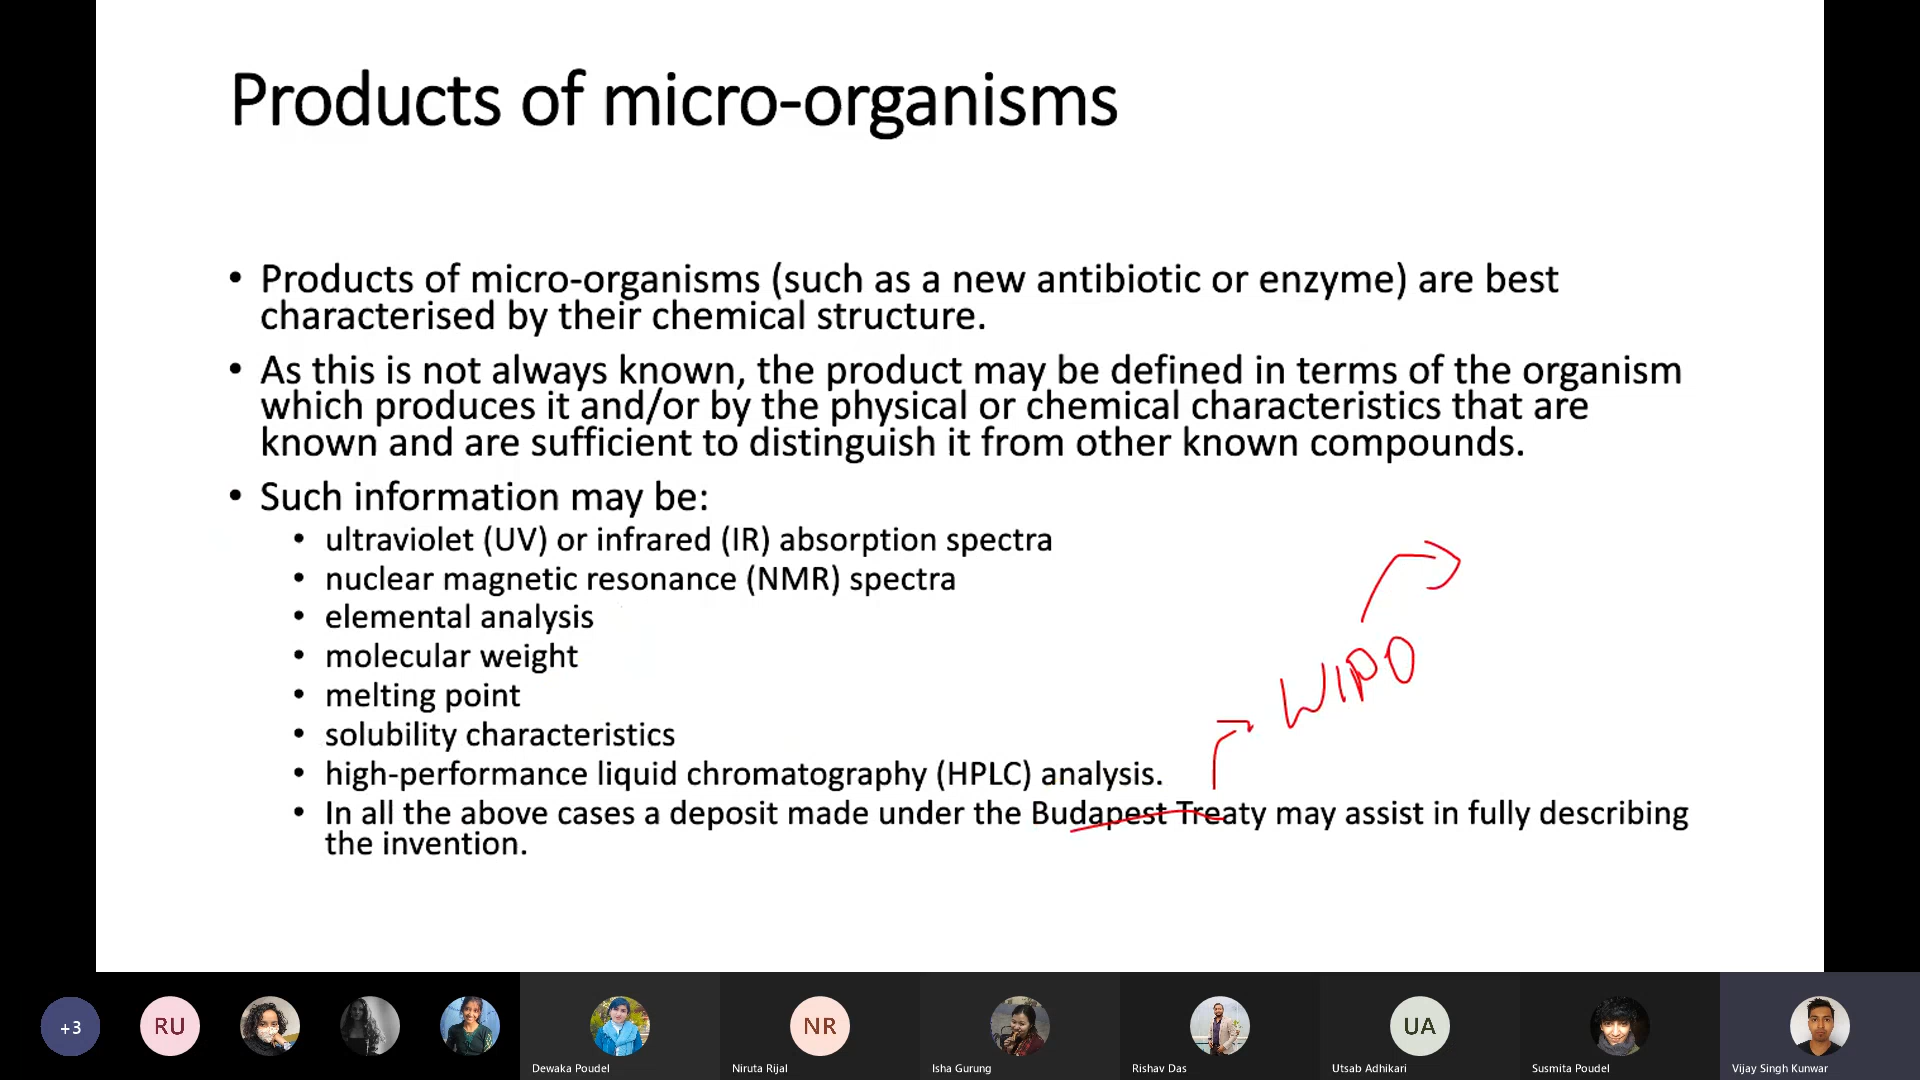 Products of micro-organisms
• Products of micro-organisms (such as a new antibiotic or enzyme) are best
characterised by their chemical structure.
• As this is not always known, the product may be defined in terms of the organism
which produces it and/or by the physical or chemical characteristics that are
known and are sufficient to distinguish it from other known compounds.
• Such information may be:
• ultraviolet (UV) or infrared (IR) absorption spectra
• nuclear magnetic resonance (NMR) spectra
• elemental analysis
• molecular weight
• melting point
• solubility characteristics
• high-performance liquid chromatography (HPLC) analysis.
• In all the above cases a deposit made under the Budapest Treaty may assist in fully describing
the invention.
WIPO
+3
RU
NR
UA
Dewaka Poudel
Niruta Rijal
Isha Gurung
Rishav Das
Utsab Adhikari
Susmita Poudel
Vijay Singh Kunwar